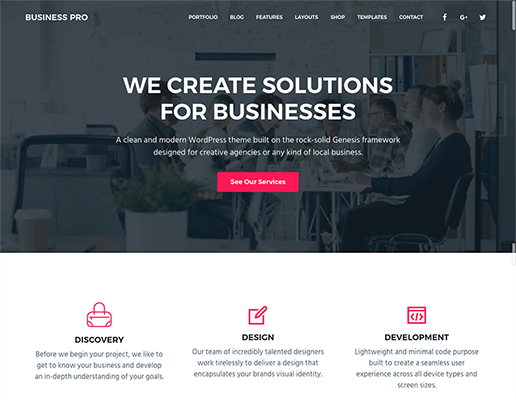 BUSINESS PRO
PORTFOLIO BLOG FEATURES LAYOUTS SHOP TEMPLATES CONTACT
WE CREATE SOLUTIONS
FOR BUSINESSES
A clean and modern WordPress theme built on the rock-solid Genesis framework
designed for creative agencies or any kind of local business.
See Our Services
DISCOVERY
Before we begin your project, we like to
get to know your business and develop
an in-depth understanding of your goals.
DESIGN
Our team of incredibly talented designers
work tirelessly to deliver a design that
encapsulates your brands visual identity.
DEVELOPMENT
Lightweight and minimal code purpose
built to create a seamless user
experience across all device types and
screen sizes.